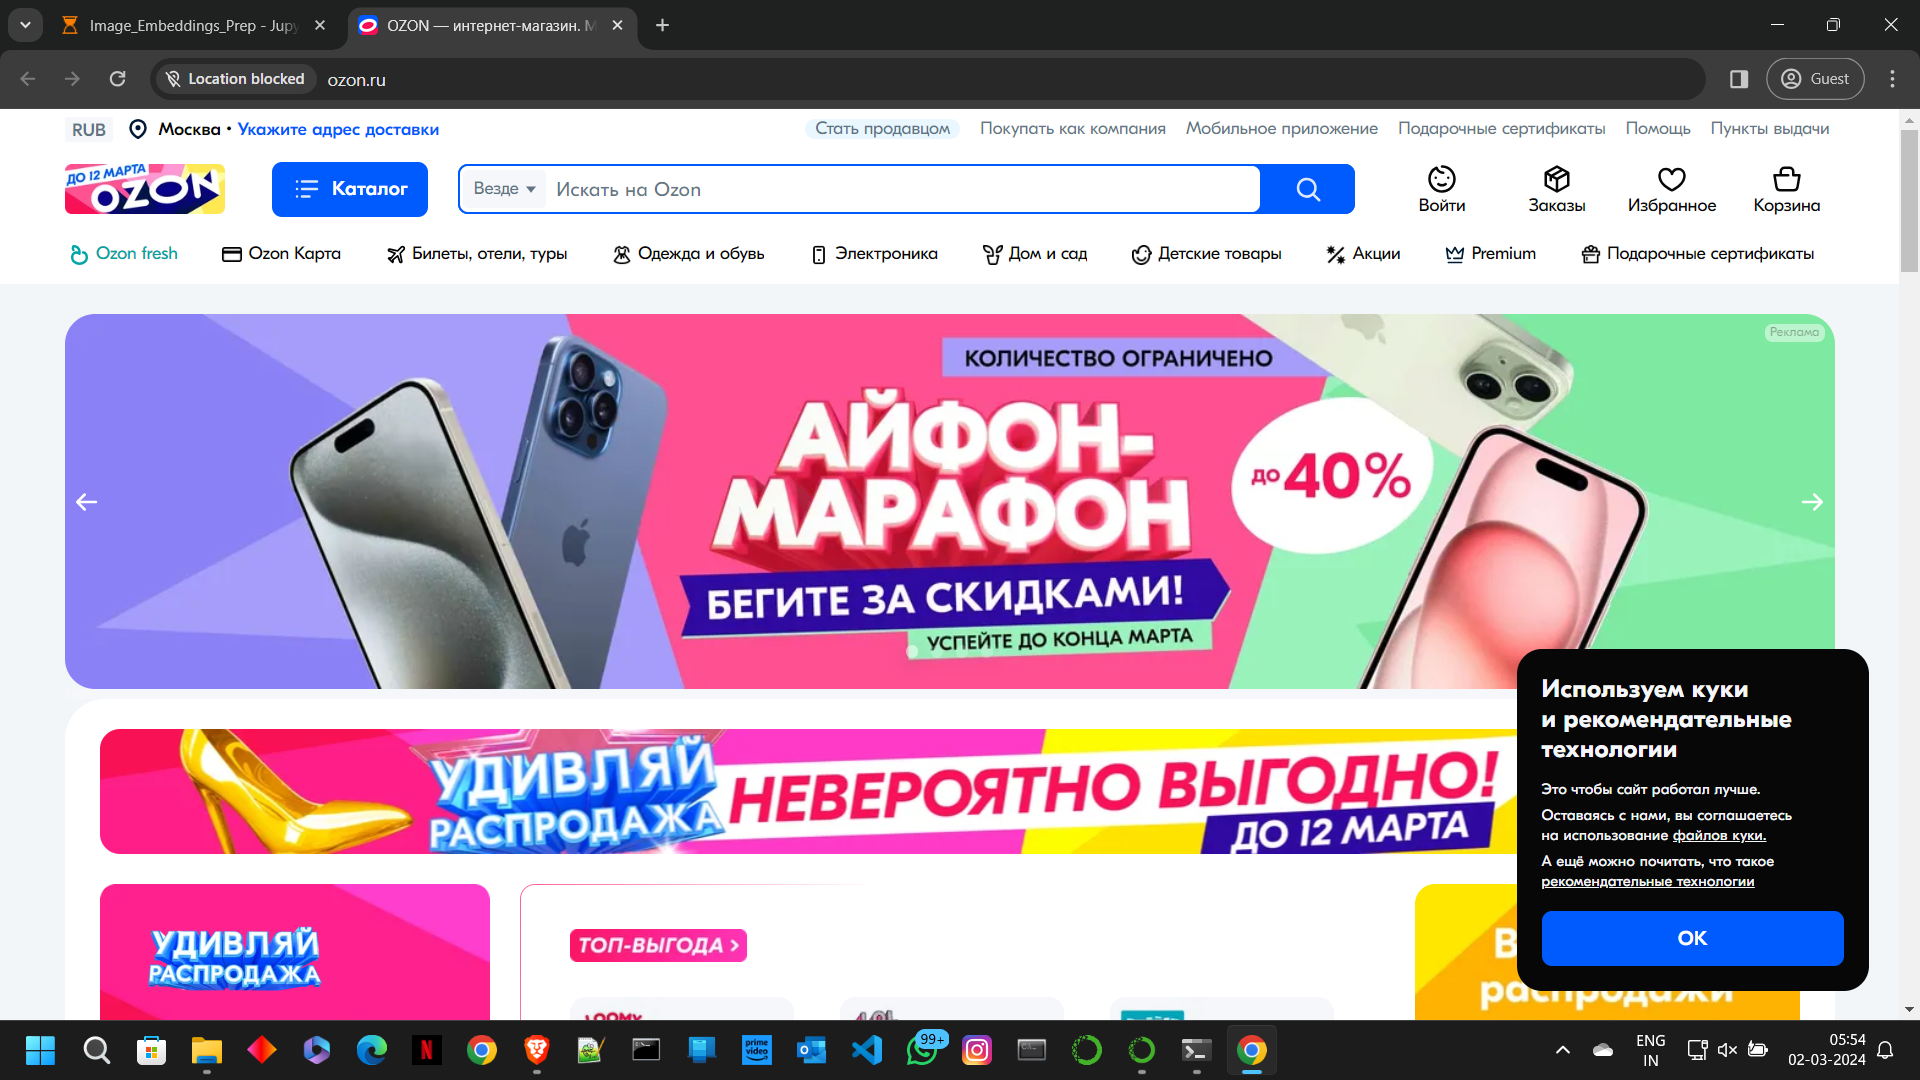 Image_Embeddings_Prep - Jupy
OZON — интернет-магазин. М
Location blocked
ozon.ru
Guest
RUB
Москва • Укажите адрес доставки
Стать продавцом
Покупать как компания
Мобильное приложение
Подарочные сертификаты
Помощь
Пункты выдачи
ДО 12 МАРТА
OZON
Каталог
Везде
Искать на Ozon
Войти
Заказы
Избранное
Корзина
Ozon fresh
Ozon Карта
Билеты, отели, туры
Одежда и обувь
Электроника
Дом и сад
Детские товары
Акции
Premium
Подарочные сертификаты
Реклама
КОЛИЧЕСТВО ОГРАНИЧЕНО
АЙФОН-
МАРАФОН
до 40%
БЕГИТЕ ЗА СКИДКАМИ!
УСПЕЙТЕ ДО КОНЦА МАРТА
УДИВЛЯЙ
РАСПРОДАЖА
НЕВЕРОЯТНО ВЫГОДНО!
ДО 12 МАРТА
Используем куки
и рекомендательные
технологии
Это чтобы сайт работал лучше.
Оставаясь с нами, вы соглашаетесь
на использование файлов куки.
А ещё можно почитать, что такое
рекомендательные технологии
ОК
УДИВЛЯЙ
РАСПРОДАЖА
ТОП-ВЫГОДА
распродажи
99+
prime video
ENG
IN
05:54
02-03-2024